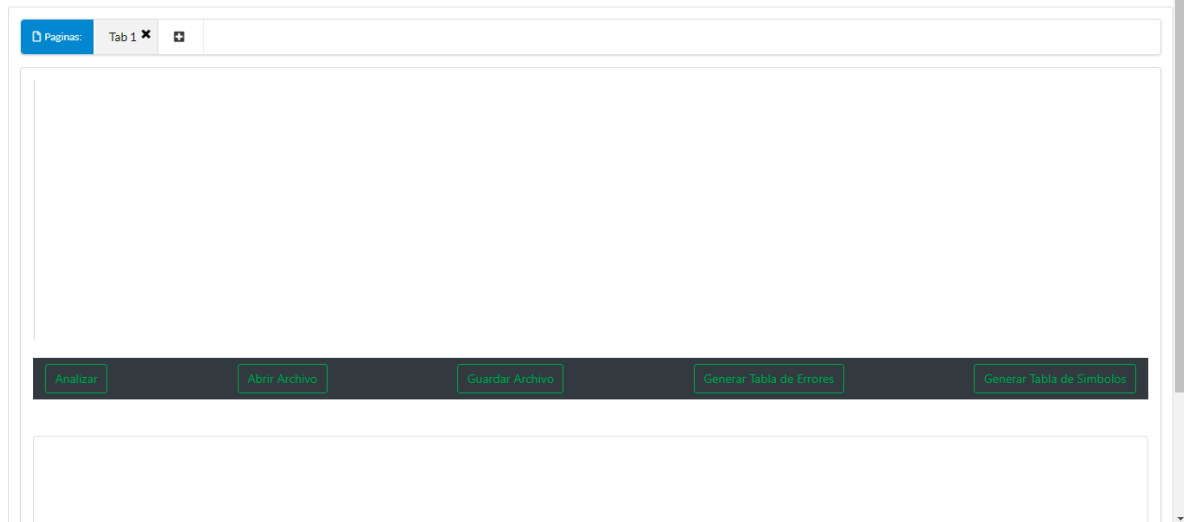 Paginas: Tab 1
Analizar Abrir Archivo Guardar Archivo Generar Tabla de Errores Generar Tabla de Simbolos